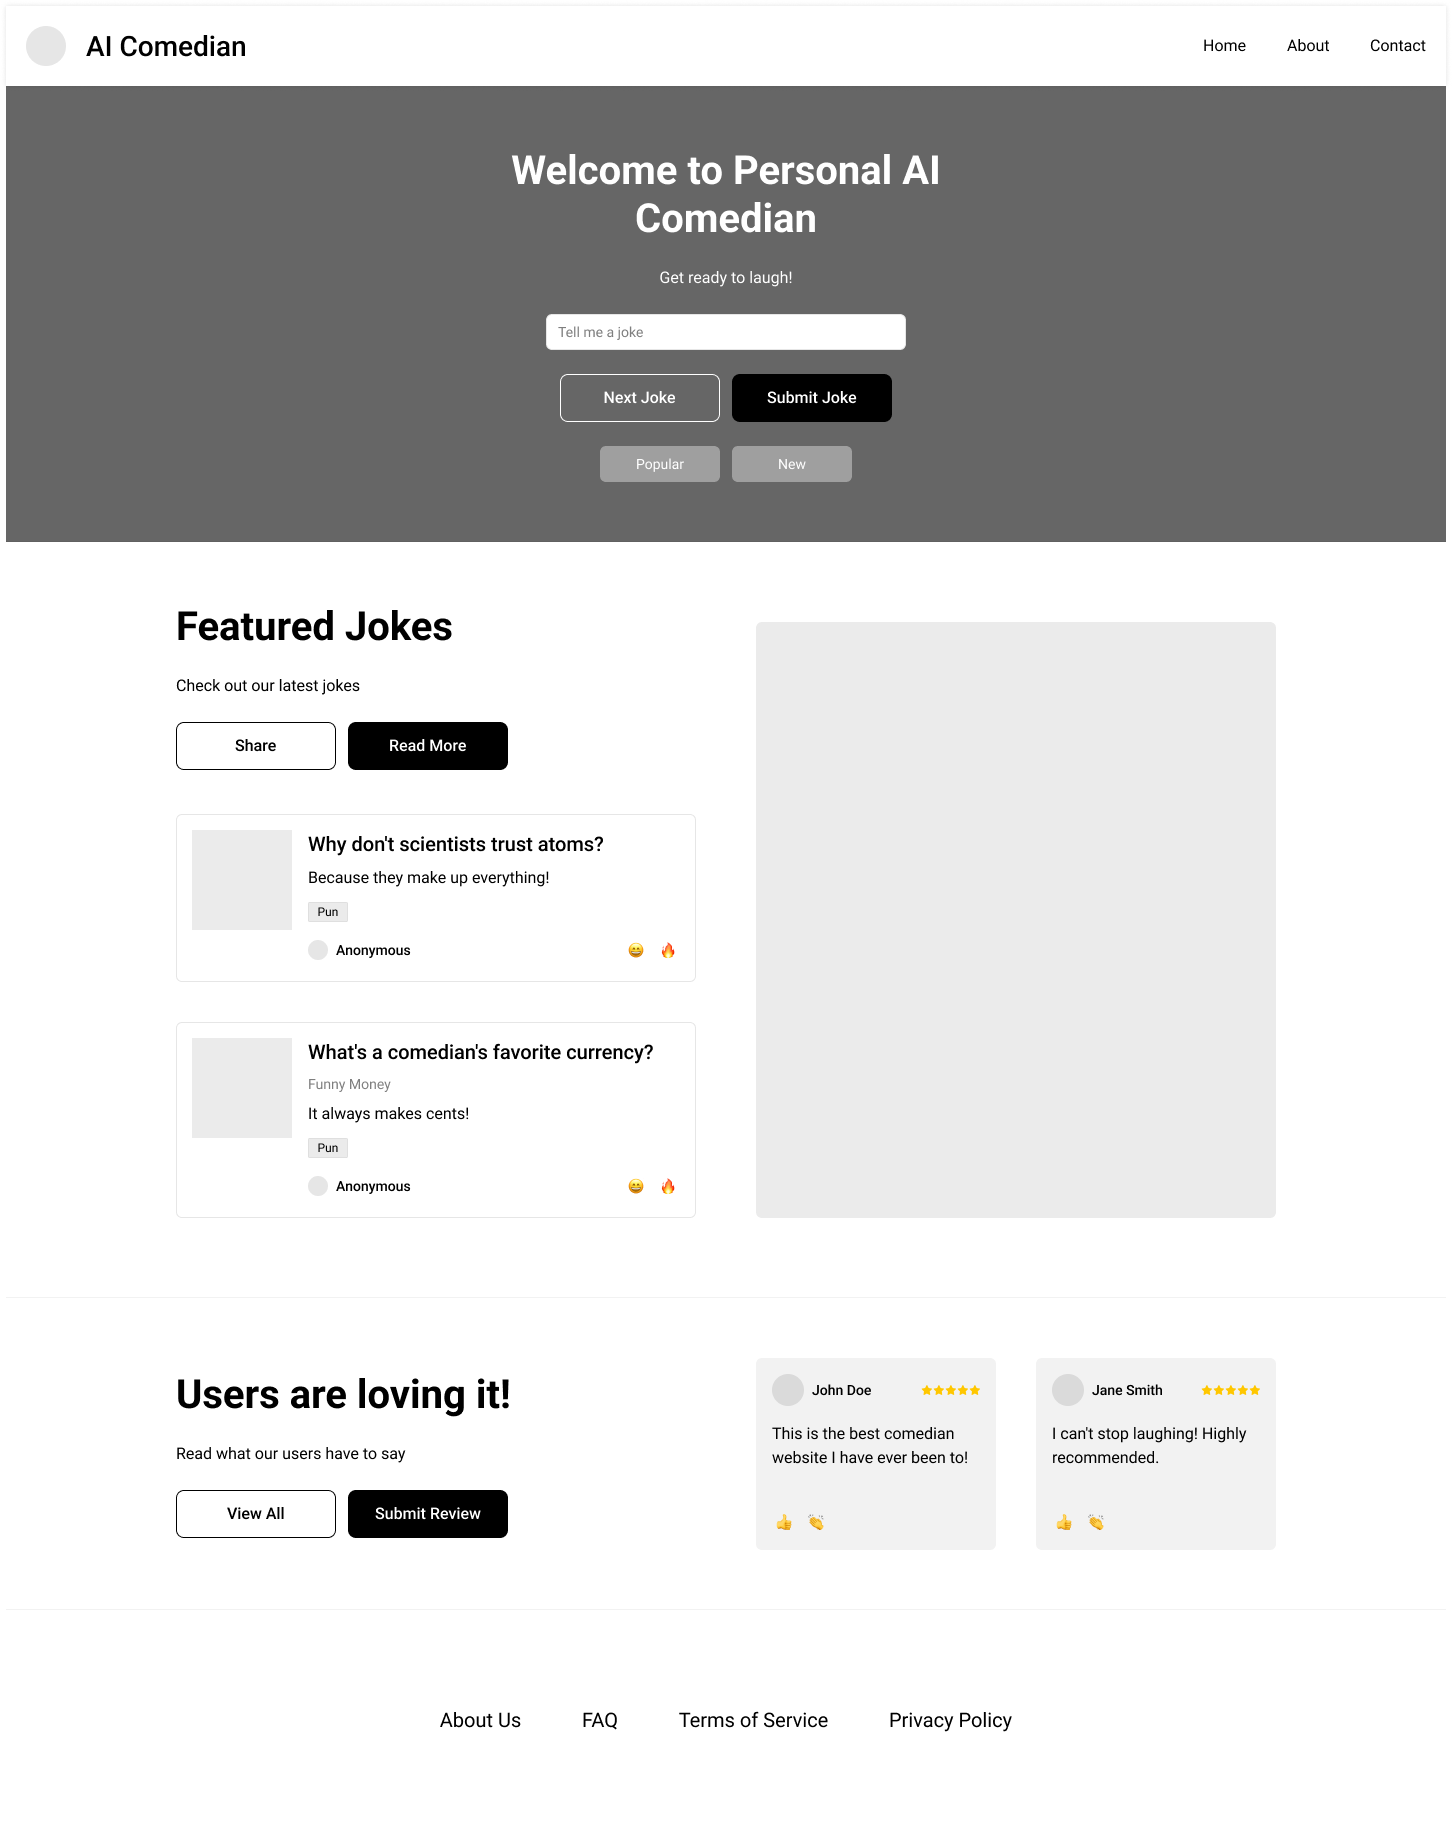 AI Comedian
Home
About
Contact
Welcome to Personal AI
Comedian
Get ready to laugh!
Tell me a joke
Next Joke
Submit Joke
Popular
New
Featured Jokes
Check out our latest jokes
Share
Read More
Why don't scientists trust atoms?
Because they make up everything!
Pun
Anonymous
What's a comedian's favorite currency?
Funny Money
It always makes cents!
Pun
Anonymous
Users are loving it!
Read what our users have to say
View All
Submit Review
John Doe
This is the best comedian
website I have ever been to!
Jane Smith
I can't stop laughing! Highly
recommended.
About Us
FAQ
Terms of Service
Privacy Policy